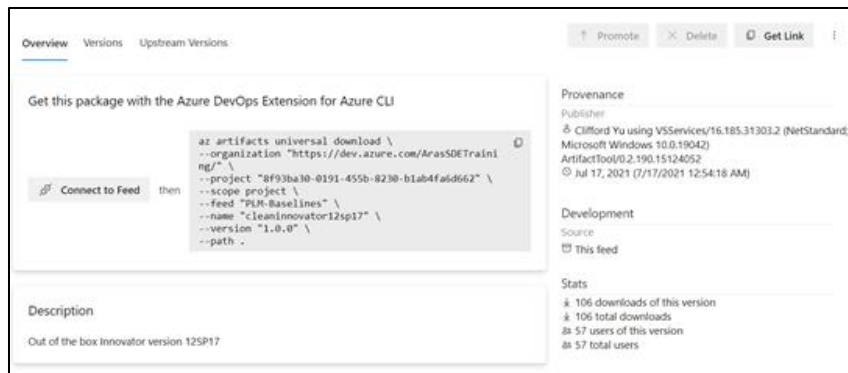 Overview Versions Upstream Versions
Promote Delete Get Link
Get this package with the Azure DevOps Extension for Azure CLI
Connect to Feed then
az artifacts universal download \
--organization "https://dev.azure.com/ArasSDETraini
ng/" \
--project "8f93ba30-0191-455b-8230-b1ab4fa6d662" \
--scope project \
--feed "PLM-Baselines" \
--name "cleaninnovator12sp17" \
--version "1.0.0" \
--path .
Description
Out of the box Innovator version 12SP17
Provenance
Publisher
Clifford Yu using VSServices/16.185.31303.2 (NetStandard;
Microsoft Windows 10.0.19042)
ArtifactTool/0.2.190.15124052
Jul 17, 2021 (7/17/2021 12:54:18 AM)
Development
Source
This feed
Stats
106 downloads of this version
106 total downloads
57 users of this version
57 total users